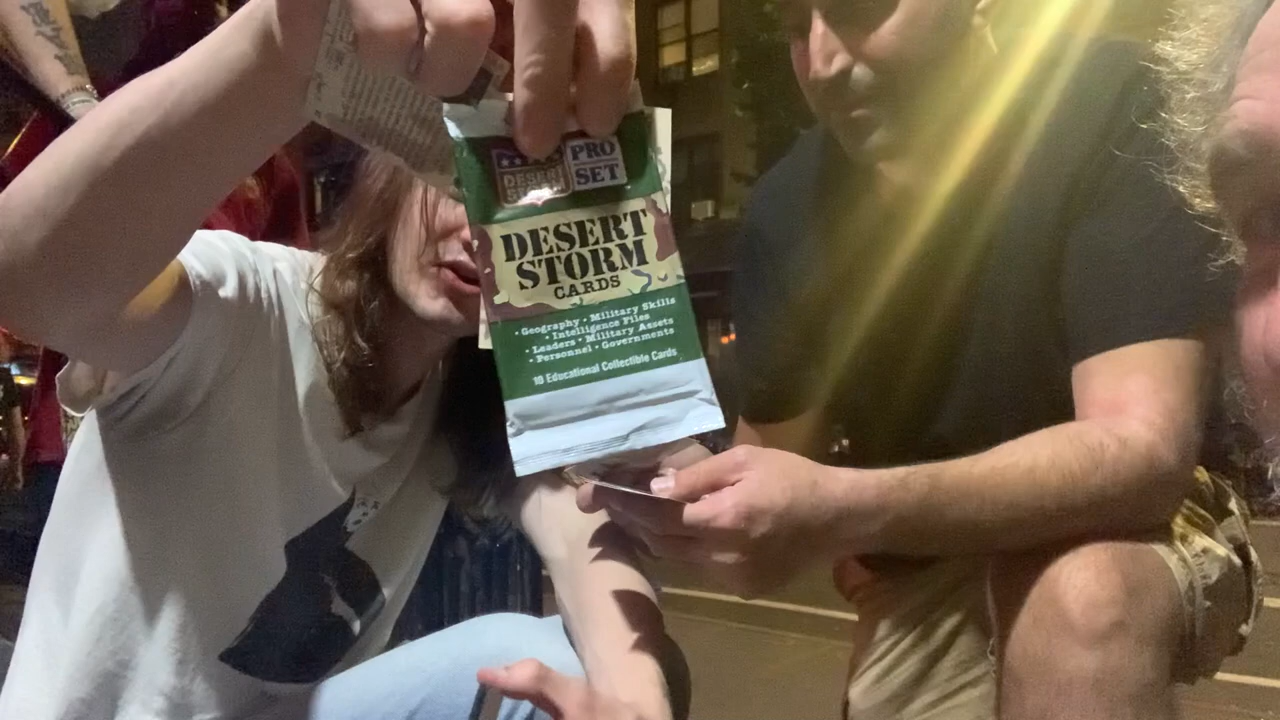 DESERT
PRO
SET
DESERT
STORM
CARDS
• Geography • Military Skills
• Intelligence Files
• Leaders • Military Assets
• Personnel • Governments
10 Educational Collectible Cards